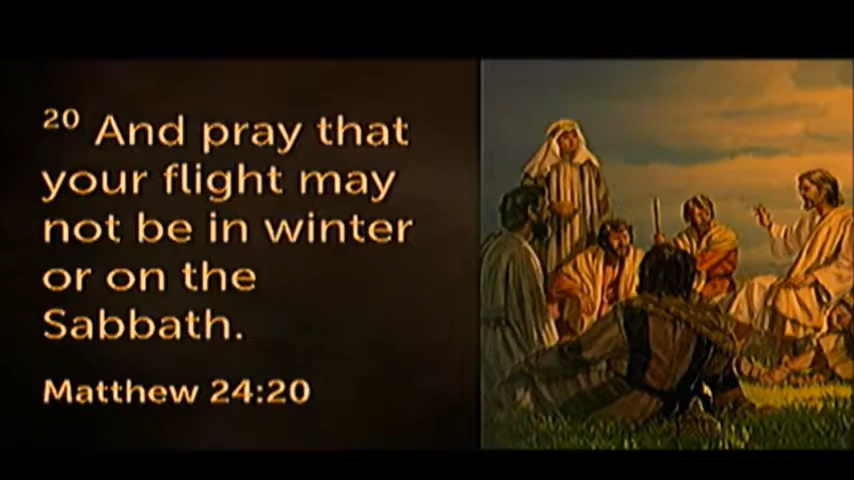 20 And pray that
your flight may
not be in winter
or on the
Sabbath.
Matthew 24:20